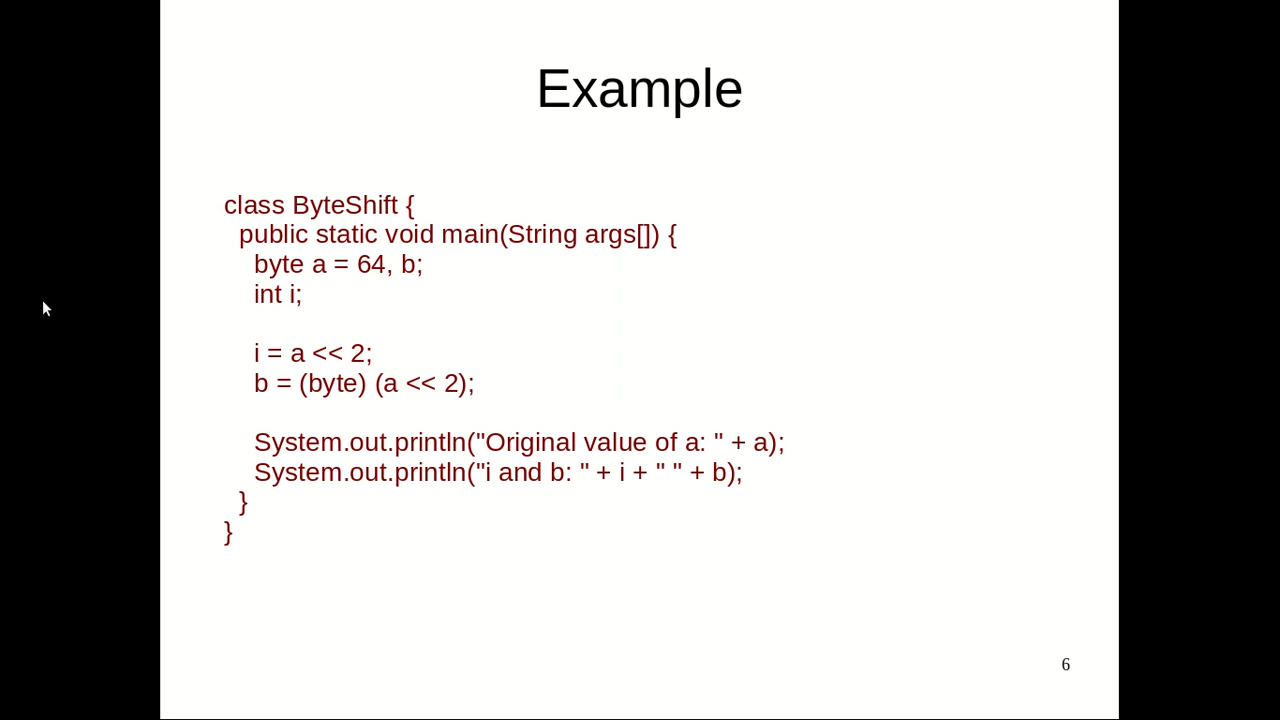 Example
class ByteShift {
public static void main(String args[]) {
byte a = 64, b;
int i;
i = a << 2;
b = (byte) (a << 2);
System.out.println("Original value of a: " + a);
System.out.println("i and b: " + i + " " + b);
}
}
6